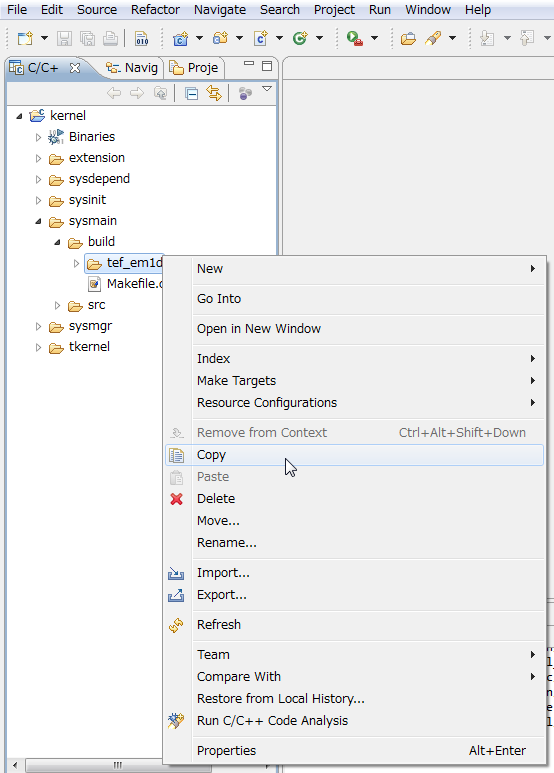 File Edit Source Refactor Navigate Search Project Run Window Help
010
C/C+ Navig Proje
kernel
Binaries
extension
sysdepend
sysinit
sysmain
build
tef_em1d
Makefile.c
src
sysmgr
tkernel
New
Go Into
Open in New Window
Index
Make Targets
Resource Configurations
Remove from Context Ctrl+Alt+Shift+Down
Copy
Paste
Delete
Move...
Rename...
Import...
Export...
Refresh
Team
Compare With
Restore from Local History...
Run C/C++ Code Analysis
Properties Alt+Enter